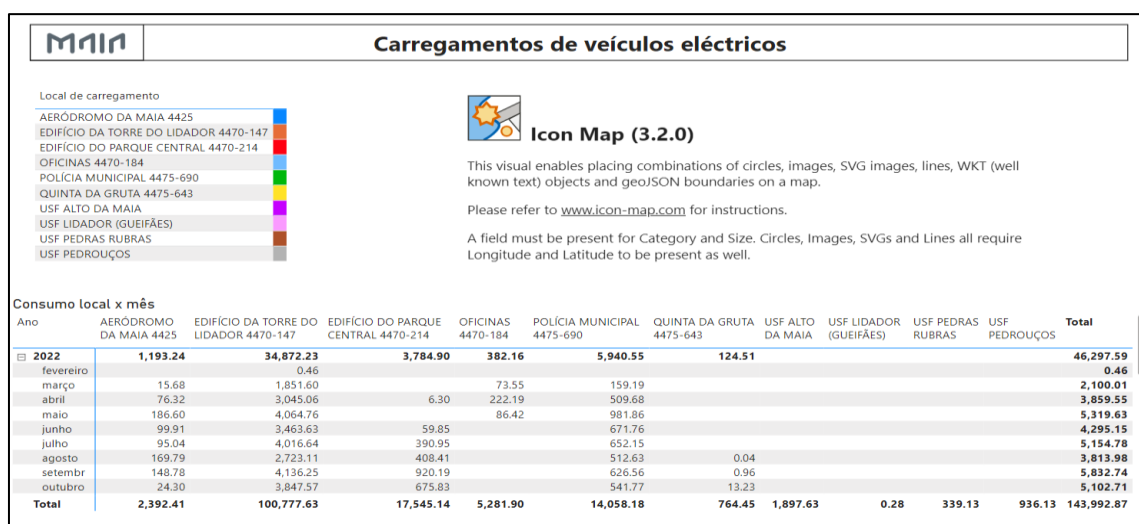 MAIA
Carregamentos de veículos eléctricos
Local de carregamento
AERÓDROMO DA MAIA 4425
EDIFÍCIO DA TORRE DO LIDADOR 4470-147
EDIFÍCIO DO PARQUE CENTRAL 4470-214
OFICINAS 4470-184
POLÍCIA MUNICIPAL 4475-690
QUINTA DA GRUTA 4475-643
USF ALTO DA MAIA
USF LIDADOR (GUEIFÃES)
USF PEDRAS RUBRAS
USF PEDROUÇOS
Icon Map (3.2.0)
This visual enables placing combinations of circles, images, SVG images, lines, WKT (well
known text) objects and geoJSON boundaries on a map.
Please refer to www.icon-map.com for instructions.
A field must be present for Category and Size. Circles, Images, SVGs and Lines all require
Longitude and Latitude to be present as well.
Consumo local x mês
Ano AERÓDROMO EDIFÍCIO DA TORRE DO EDIFÍCIO DO PARQUE OFICINAS POLÍCIA MUNICIPAL QUINTA DA GRUTA USF ALTO USF LIDADOR USF PEDRAS USF Total
DA MAIA 4425 LIDADOR 4470-147 CENTRAL 4470-214 4470-184 4475-690 4475-643 DA MAIA (GUEIFÃES) RUBRAS PEDROUÇOS
2022 1,193.24 34,872.23 3,784.90 382.16 5,940.55 124.51 46,297.59
fevereiro 0.46 0.46
março 15.68 1,851.60 73.55 159.19 2,100.01
abril 76.32 3,045.06 6.30 222.19 509.68 3,859.55
maio 186.60 4,064.76 86.42 981.86 5,319.63
junho 99.91 3,463.63 59.85 671.76 4,295.15
julho 95.04 4,016.64 390.95 652.15 5,154.78
agosto 169.79 2,723.11 408.41 512.63 0.04 3,813.98
setembr 148.78 4,136.25 920.19 626.56 0.96 5,832.74
outubro 24.30 3,847.57 675.83 541.77 13.23 5,102.71
Total 2,392.41 100,777.63 17,545.14 5,281.90 14,058.18 764.45 1,897.63 0.28 339.13 936.13 143,992.87